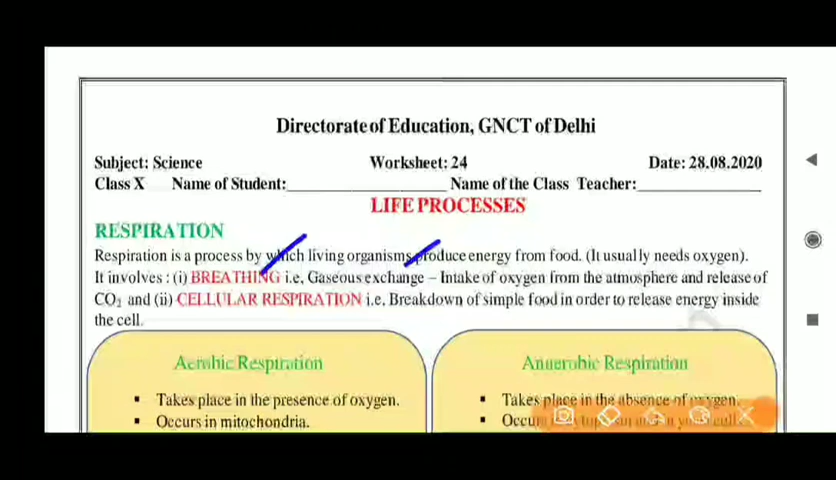 Directorate of Education, GNCT of Delhi
Subject: Science Worksheet: 24 Date: 28.08.2020
Class X Name of Student:____________________ Name of the Class Teacher:________________
LIFE PROCESSES
RESPIRATION
Respiration is a process by which living organisms produce energy from food. (It usually needs oxygen).
It involves : (i) BREATHING i.e, Gaseous exchange – Intake of oxygen from the atmosphere and release of
CO₂ and (ii) CELLULAR RESPIRATION i.e. Breakdown of simple food in order to release energy inside
the cell.
Aerobic Respiration
▪ Takes place in the presence of oxygen.
▪ Occurs in mitochondria.
Anaerobic Respiration
▪ Takes place in the absence of oxygen.